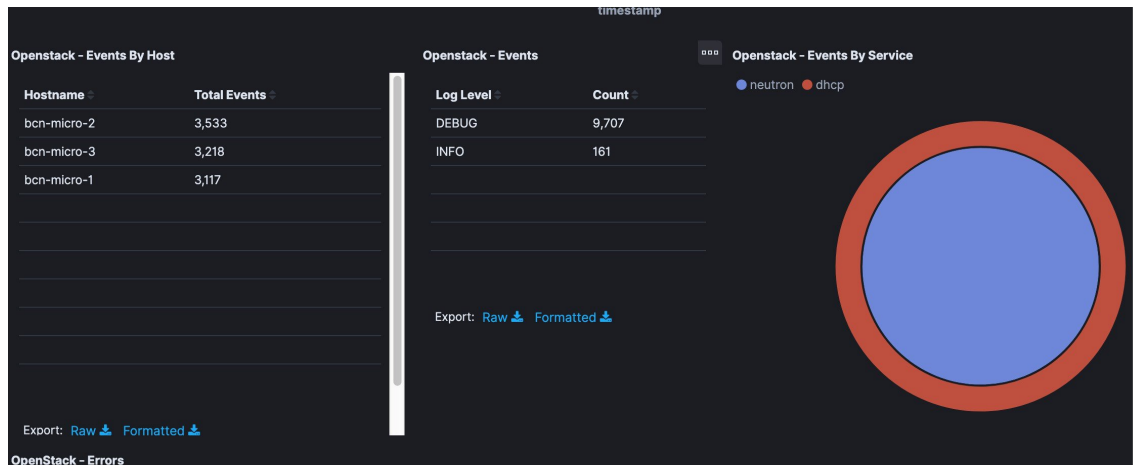 timestamp
Openstack - Events By Host
Hostname Total Events
bcn-micro-2 3,533
bcn-micro-3 3,218
bcn-micro-1 3,117
Export: Raw Formatted
Openstack - Events
Log Level Count
DEBUG 9,707
INFO 161
Export: Raw Formatted
Openstack - Events By Service
neutron dhcp
OpenStack - Errors